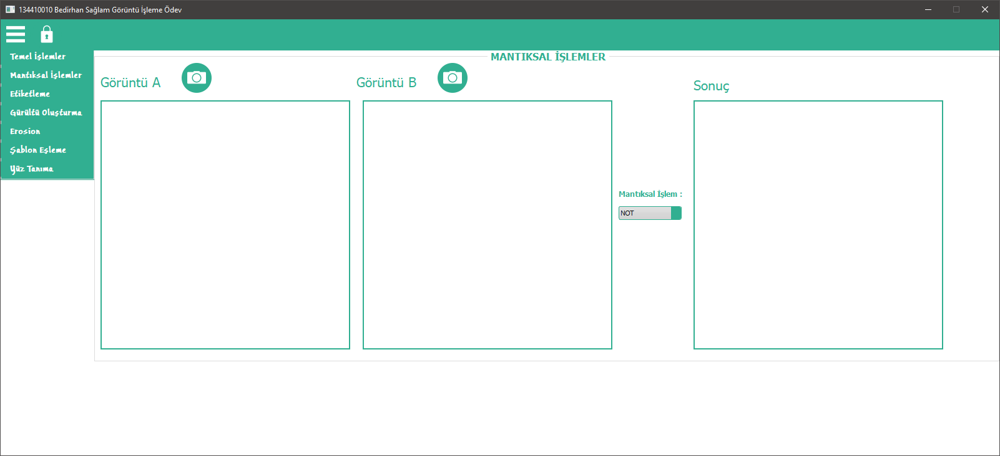 134410010 Bedirhan Sağlam Görüntü İşleme Ödev
Temel İşlemler
Mantıksal İşlemler
Etiketleme
Gürültü Oluşturma
Erosion
Şablon Eşleme
Yüz Tanıma
MANTIKSAL İŞLEMLER
Görüntü A
Görüntü B
Sonuç
Mantıksal İşlem :
NOT